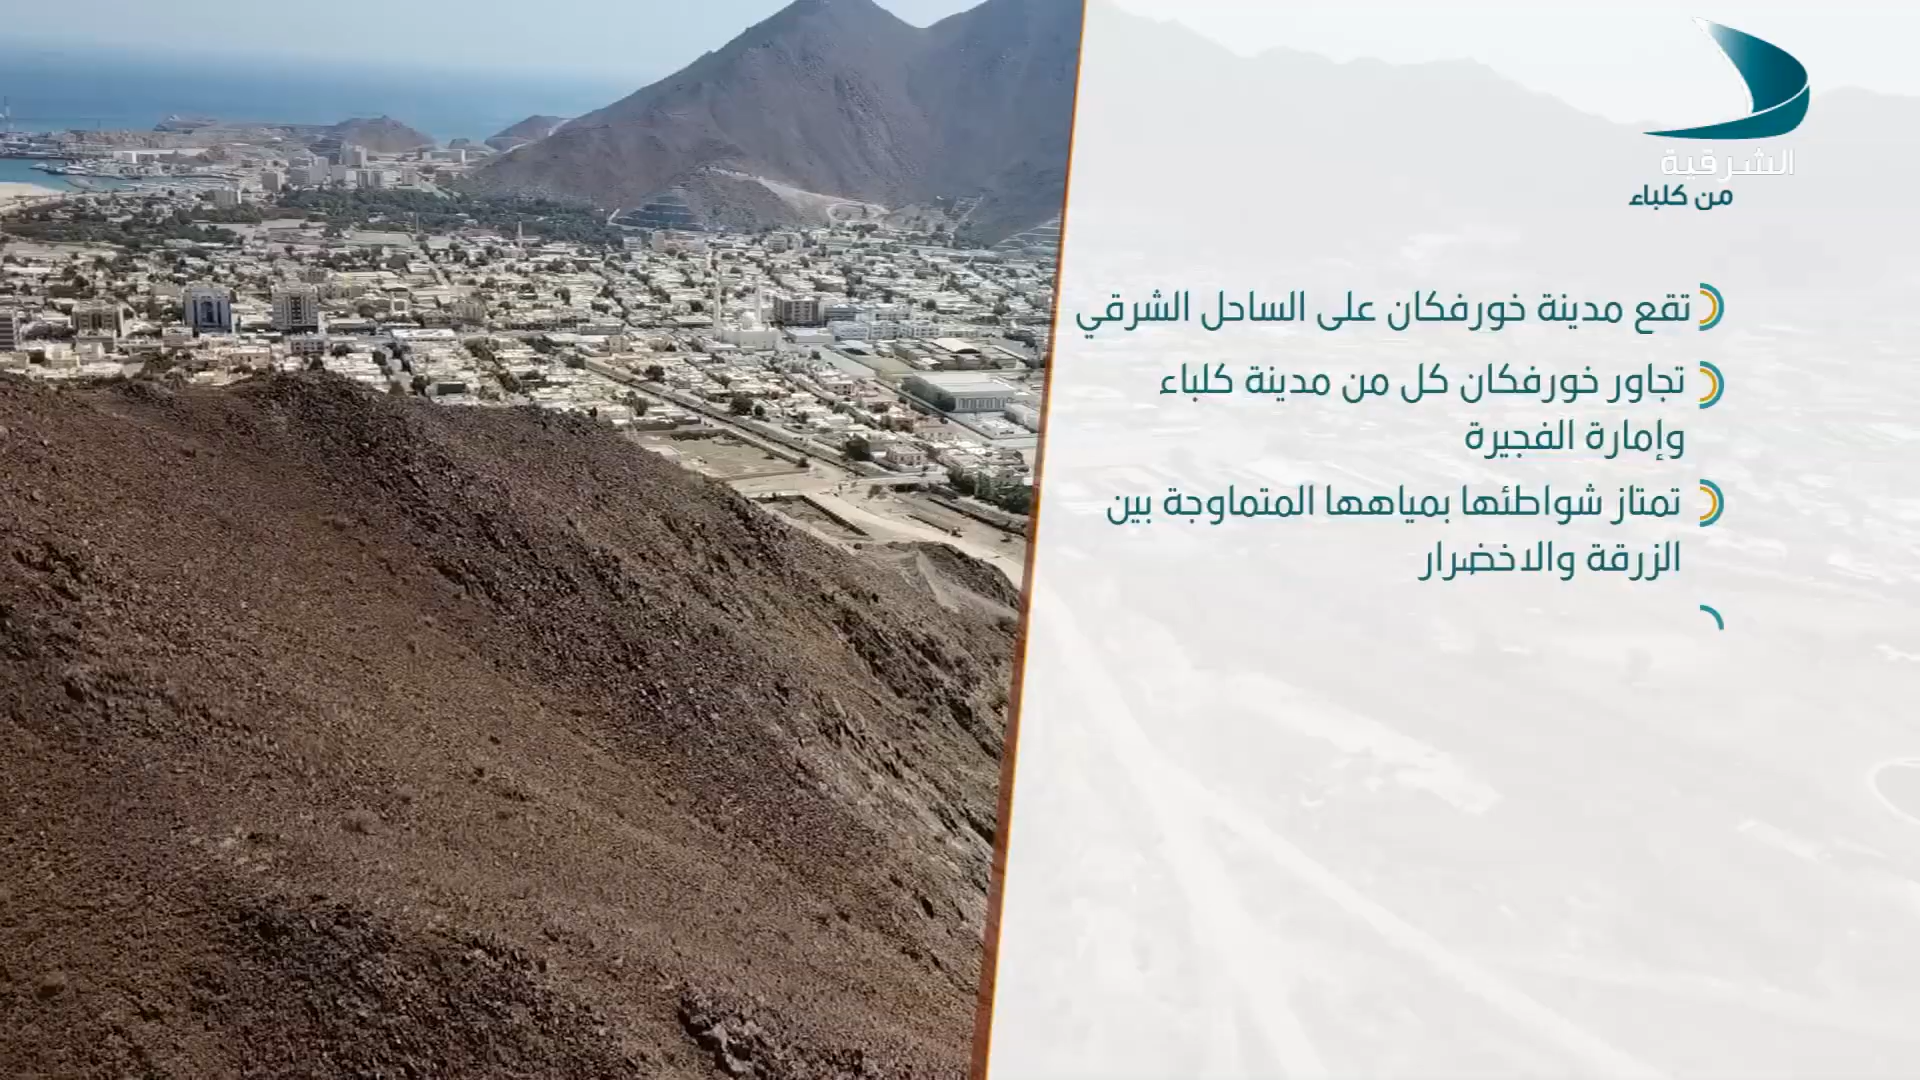 الشرقية
من كلباء
تقع مدينة خورفكان على الساحل الشرقي
تجاور خورفكان كل من مدينة كلباء
وإمارة الفجيرة
تمتاز شواطئها بمياهها المتماوجة بين
الزرقة والاخضرار